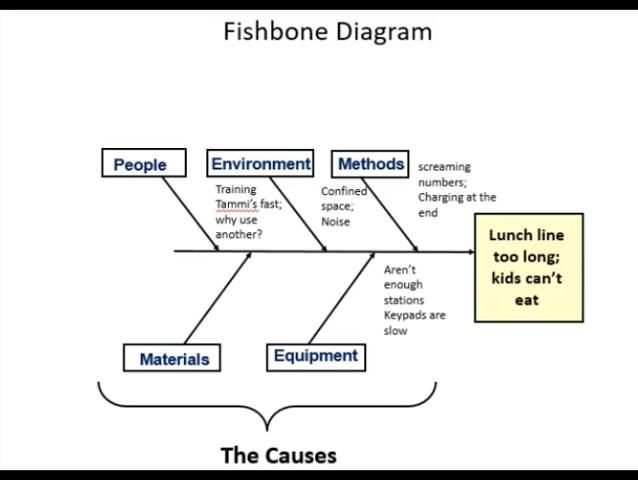 Fishbone Diagram
People
Environment
Methods
Training
Tammi's fast;
why use
another?
Confined
space;
Noise
screaming
numbers;
Charging at the
end
Lunch line
too long;
kids can't
eat
Aren't
enough
stations
Keypads are
slow
Materials
Equipment
The Causes